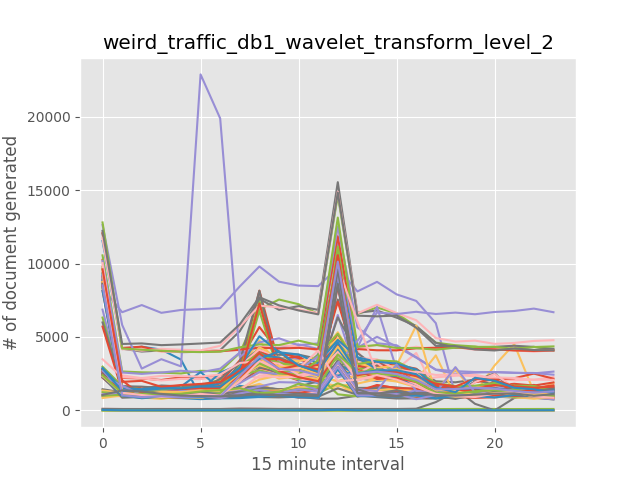 weird_traffic_db1_wavelet_transform_level_2
# of document generated
20000
15000
10000
5000
0
0 5 10 15 20
15 minute interval